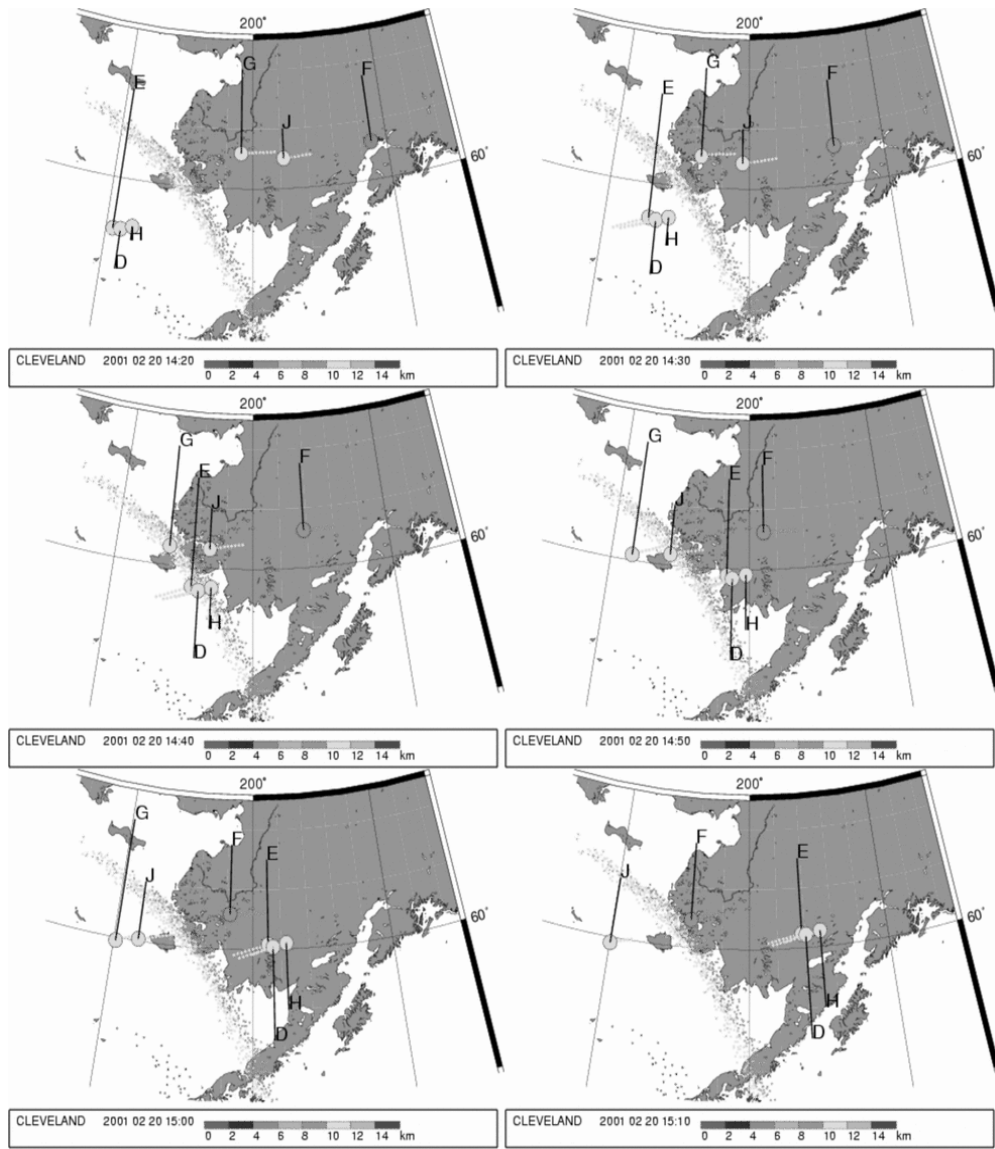 200°
E
G
F
J
60°
H
D
CLEVELAND 2001 02 20 14:20 0 2 4 6 8 10 12 14 km
200°
G
E
F
J
60°
H
D
CLEVELAND 2001 02 20 14:30 0 2 4 6 8 10 12 14 km
200°
G
E
F
J
60°
H
D
CLEVELAND 2001 02 20 14:40 0 2 4 6 8 10 12 14 km
200°
G
E
F
J
60°
H
D
CLEVELAND 2001 02 20 14:50 0 2 4 6 8 10 12 14 km
200°
G
F
E
J
60°
H
D
CLEVELAND 2001 02 20 15:00 0 2 4 6 8 10 12 14 km
200°
F
E
J
60°
H
D
CLEVELAND 2001 02 20 15:10 0 2 4 6 8 10 12 14 km